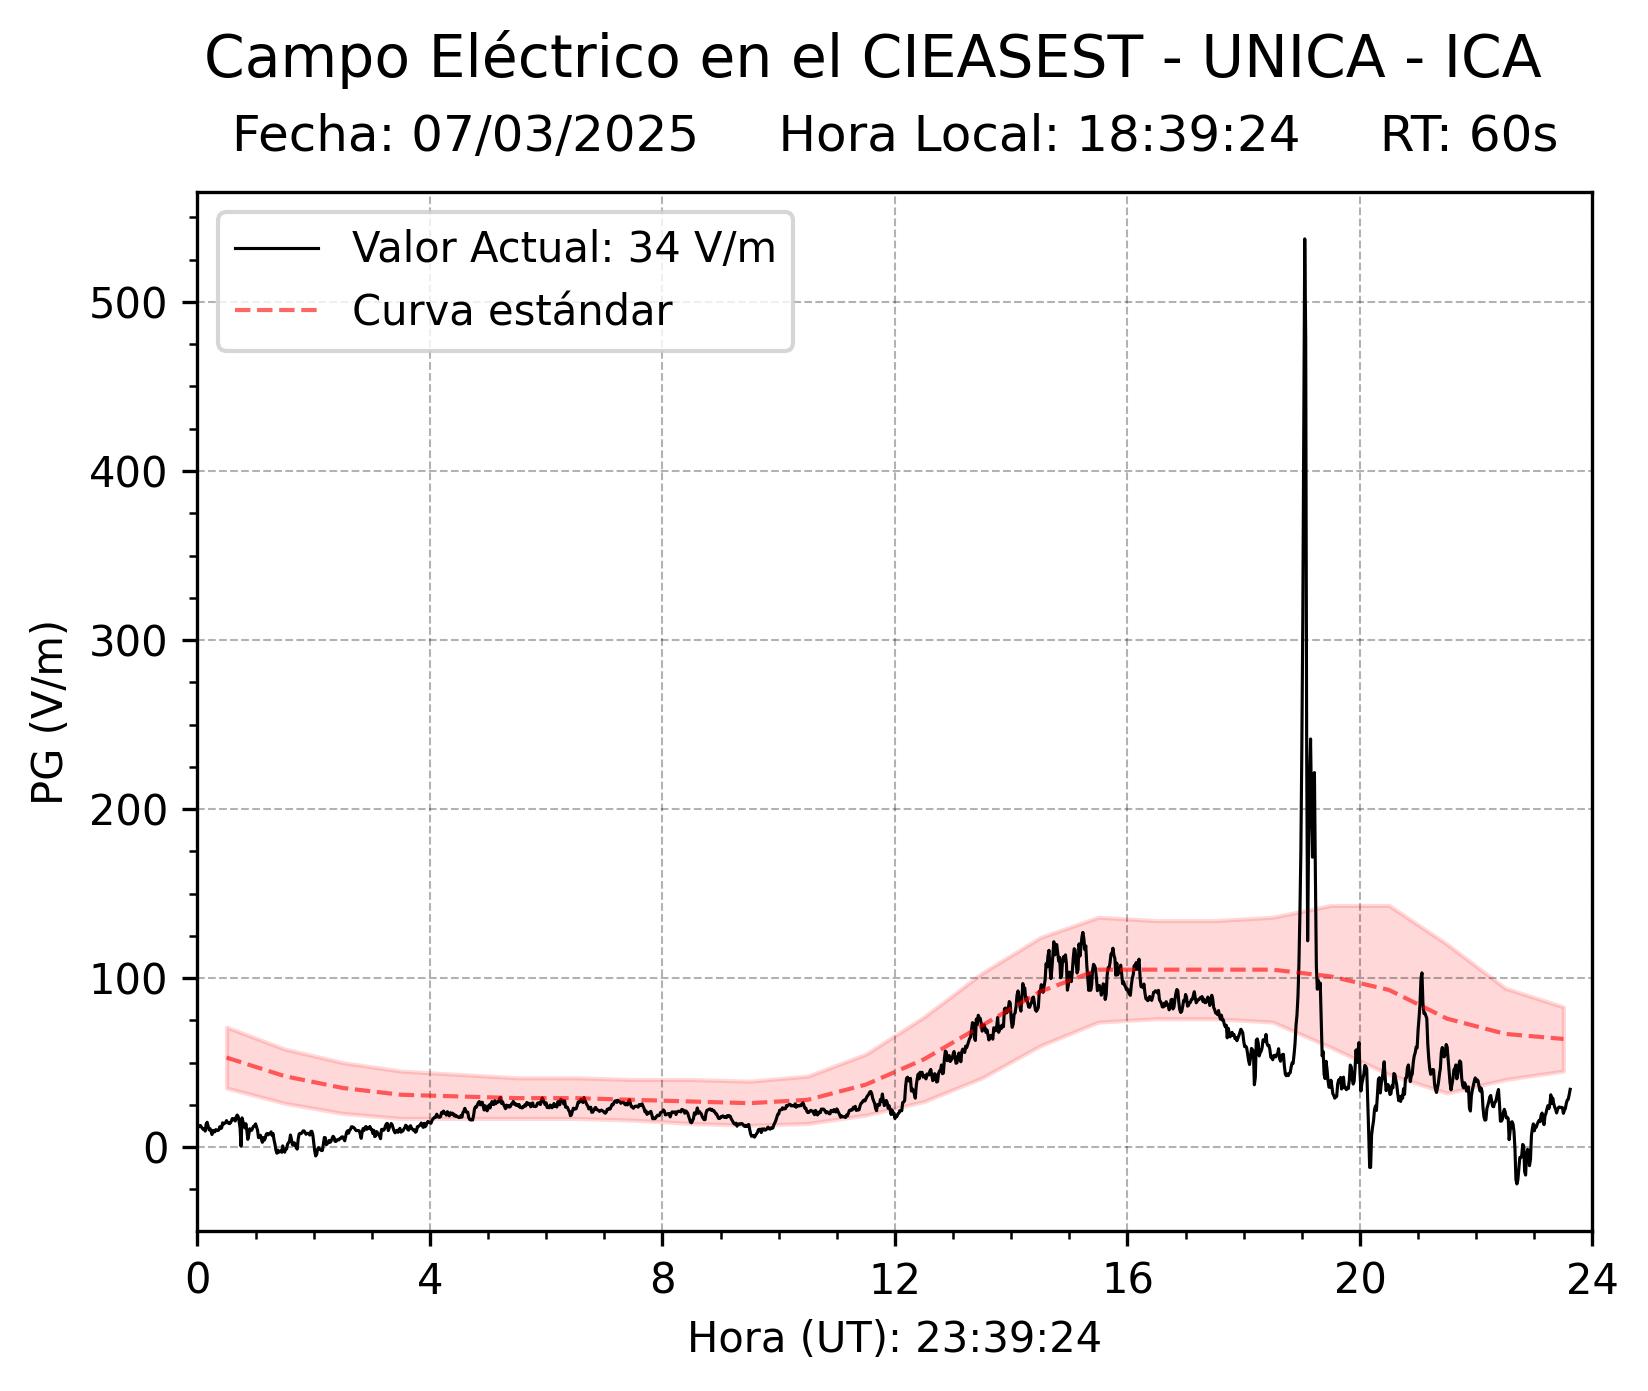 Campo Eléctrico en el CIEASEST - UNICA - ICA
Fecha: 07/03/2025 Hora Local: 18:39:24 RT: 60s
Valor Actual: 34 V/m
Curva estándar
PG (V/m)
500
400
300
200
100
0
0 4 8 12 16 20 24
Hora (UT): 23:39:24